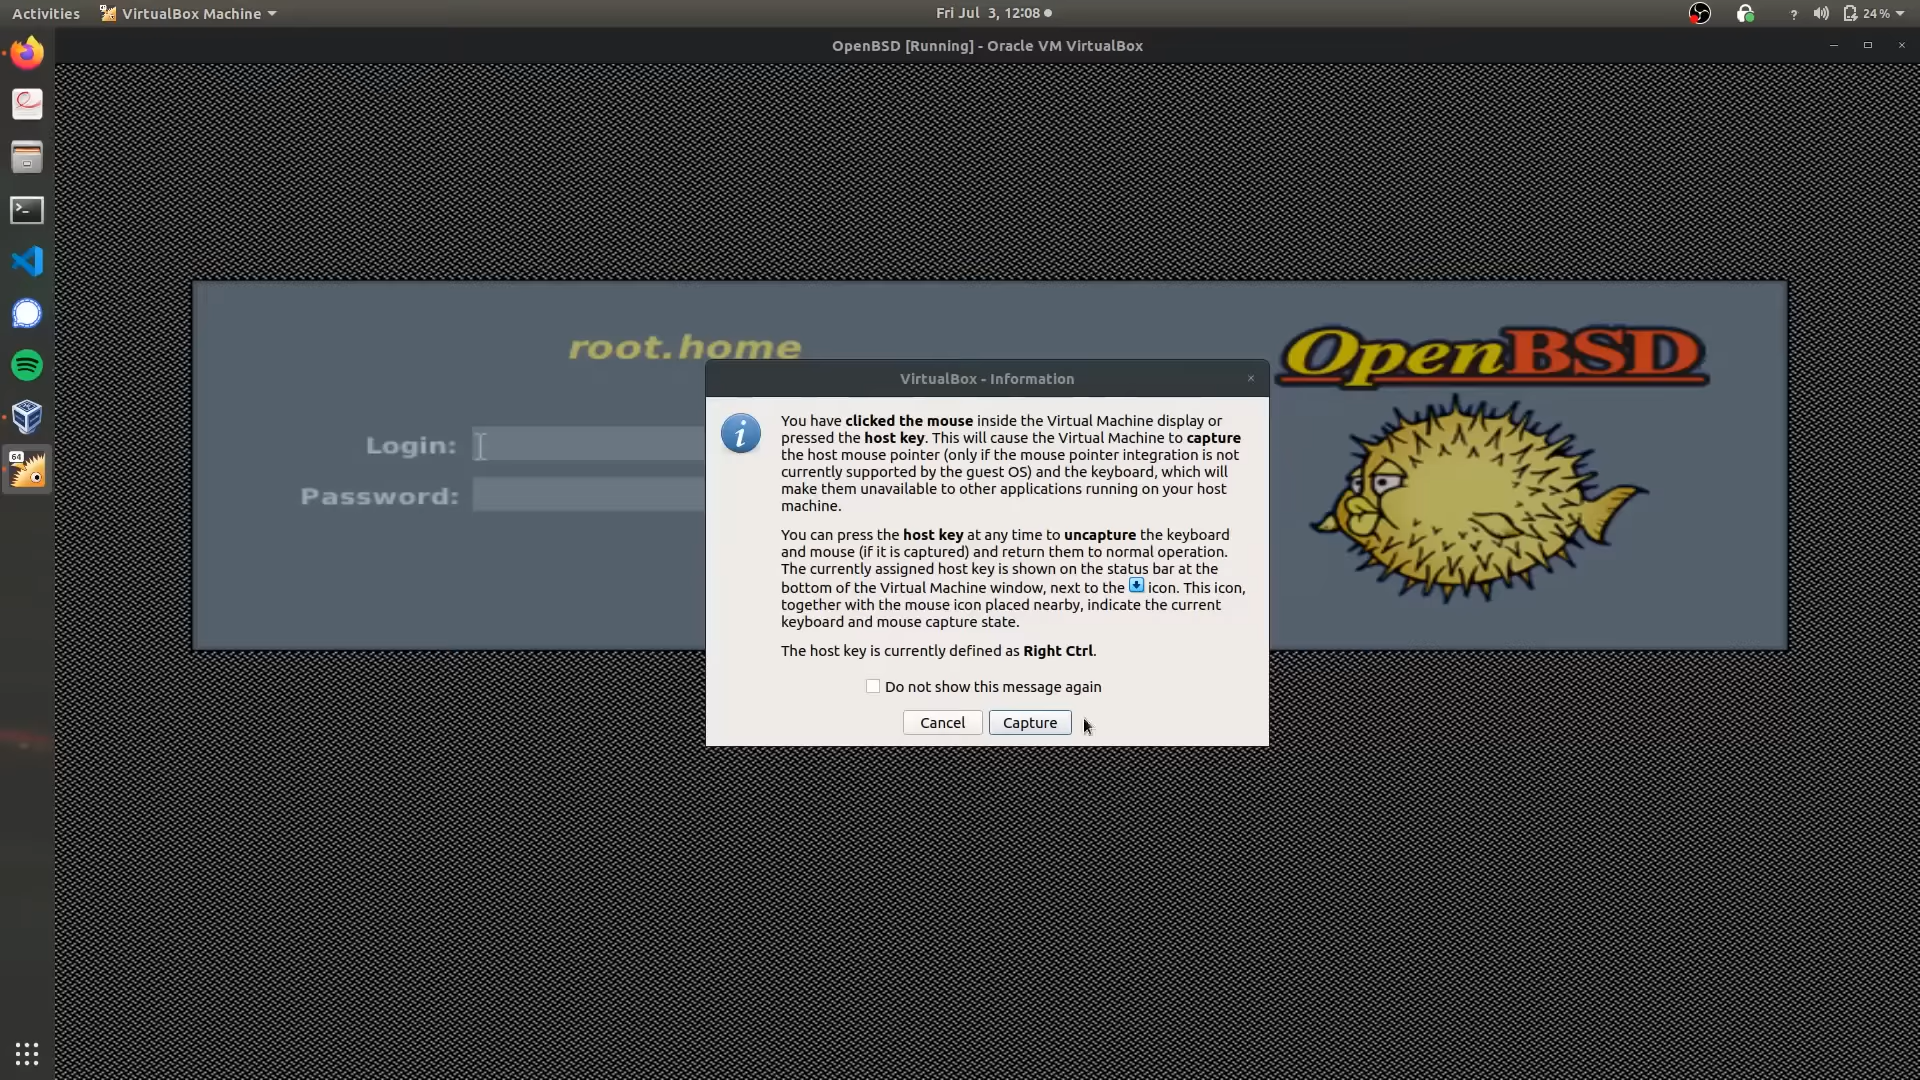 Activities
VirtualBox Machine
Fri Jul 3, 12:08
?
24 %
OpenBSD [Running] - Oracle VM VirtualBox
root.home
OpenBSD
Login:
Password:
64
VirtualBox - Information
You have clicked the mouse inside the Virtual Machine display or
pressed the host key. This will cause the Virtual Machine to capture
the host mouse pointer (only if the mouse pointer integration is not
currently supported by the guest OS) and the keyboard, which will
make them unavailable to other applications running on your host
machine.
You can press the host key at any time to uncapture the keyboard
and mouse (if it is captured) and return them to normal operation.
The currently assigned host key is shown on the status bar at the
bottom of the Virtual Machine window, next to the icon. This icon,
together with the mouse icon placed nearby, indicate the current
keyboard and mouse capture state.
The host key is currently defined as Right Ctrl.
Do not show this message again
Cancel
Capture